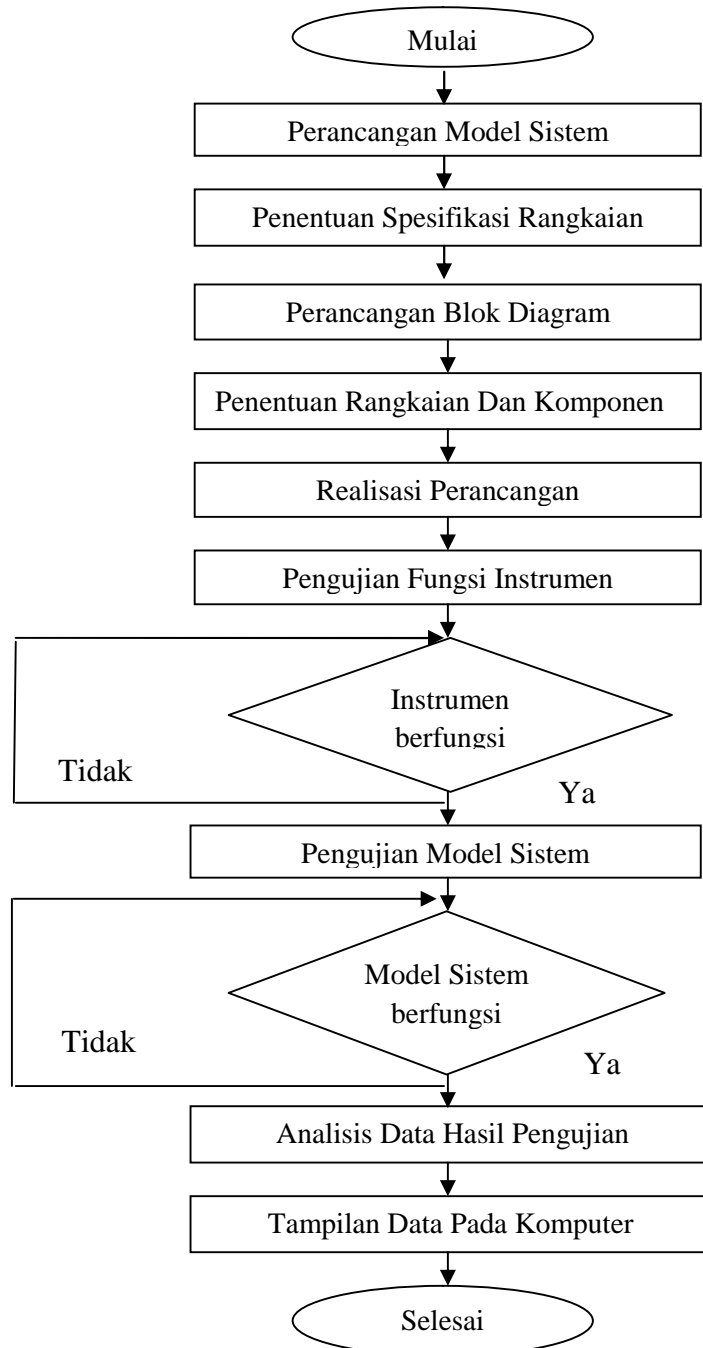 Mulai
Perancangan Model Sistem
Penentuan Spesifikasi Rangkaian
Perancangan Blok Diagram
Penentuan Rangkaian Dan Komponen
Realisasi Perancangan
Pengujian Fungsi Instrumen
Instrumen
berfungsi
Tidak
Ya
Pengujian Model Sistem
Model Sistem
berfungsi
Tidak
Ya
Analisis Data Hasil Pengujian
Tampilan Data Pada Komputer
Selesai